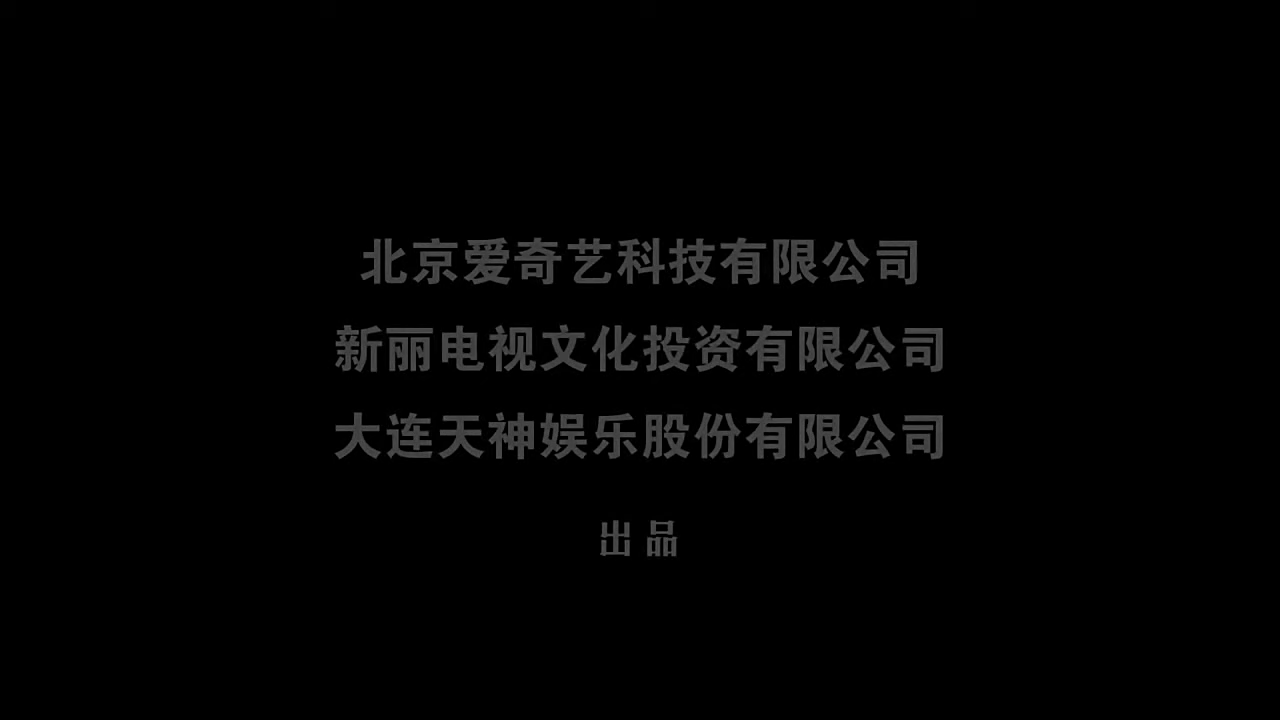 北京爱奇艺科技有限公司
新丽电视文化投资有限公司
大连天神娱乐股份有限公司
出品